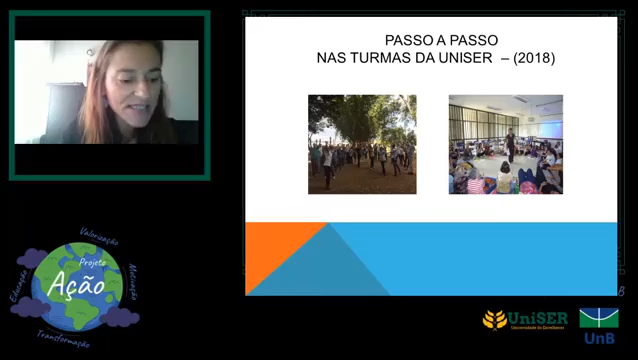 PASSO A PASSO
NAS TURMAS DA UNISER – (2018)
Valorização
Projeto
Ação
Educação
Motivação
Transformação
UniSER
Universidade do Envelhecer
UnB